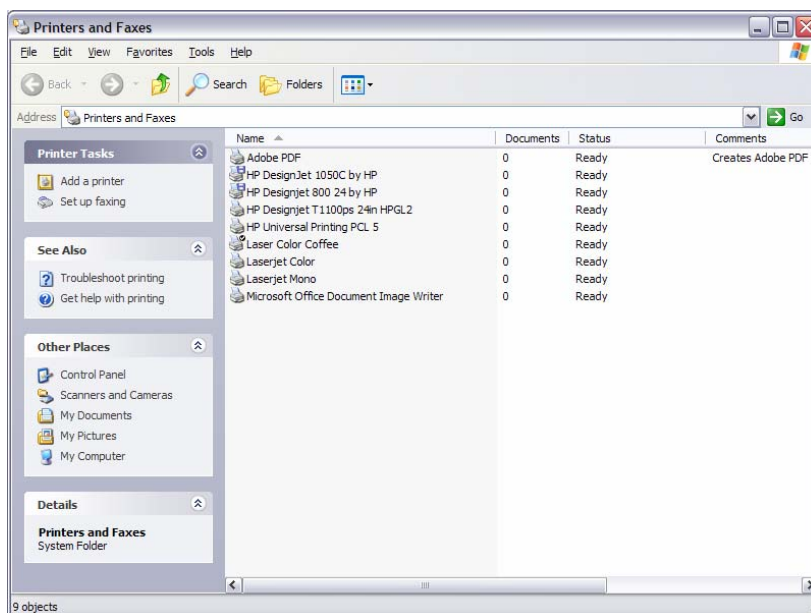 Printers and Faxes
File Edit View Favorites Tools Help
Back Search Folders
Address Printers and Faxes Go
Printer Tasks
Add a printer
Set up faxing
See Also
Troubleshoot printing
Get help with printing
Other Places
Control Panel
Scanners and Cameras
My Documents
My Pictures
My Computer
Details
Printers and Faxes
System Folder
Name Documents Status Comments
Adobe PDF 0 Ready Creates Adobe PDF
HP DesignJet 1050C by HP 0 Ready
HP Designjet 800 24 by HP 0 Ready
HP Designjet T1100ps 24in HPGL2 0 Ready
HP Universal Printing PCL 5 0 Ready
Laser Color Coffee 0 Ready
Laserjet Color 0 Ready
Laserjet Mono 0 Ready
Microsoft Office Document Image Writer 0 Ready
9 objects